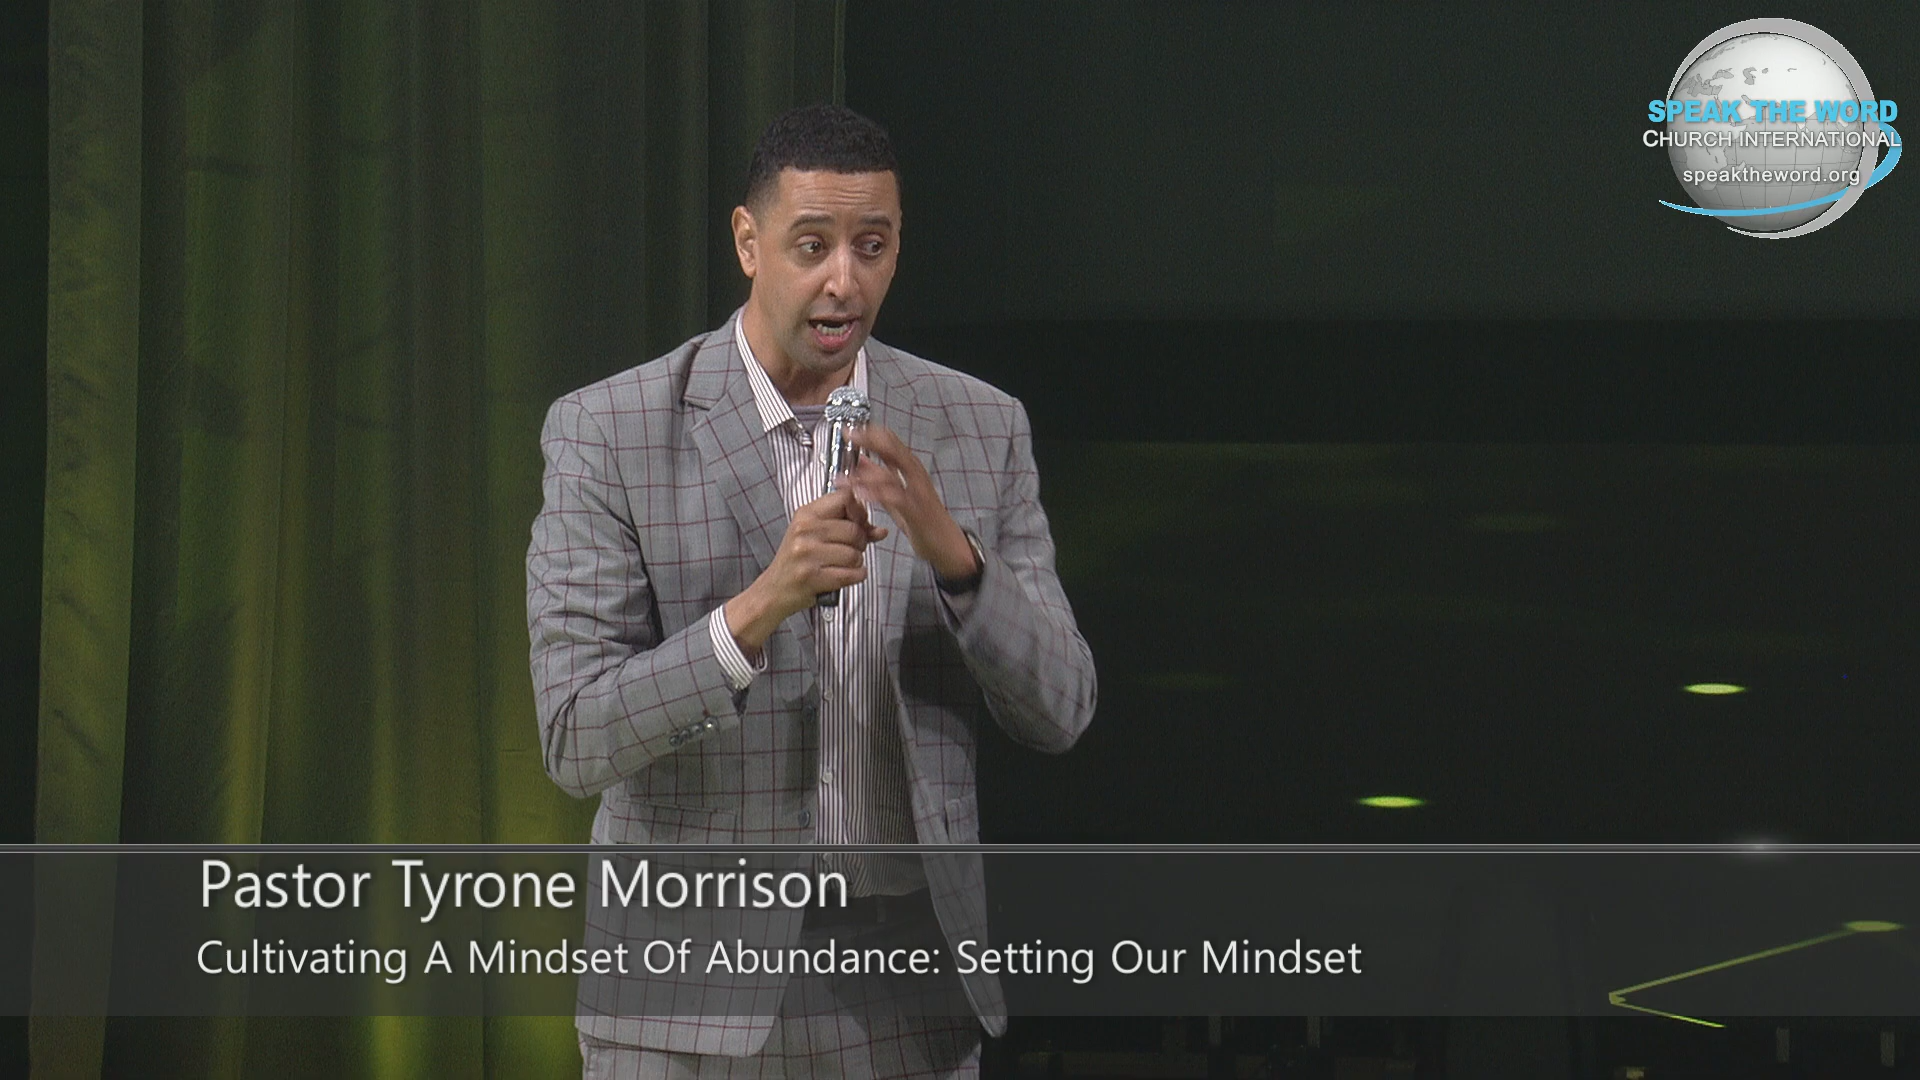 SPEAK THE WORD
CHURCH INTERNATIONAL
speaktheword.org
Pastor Tyrone Morrison
Cultivating A Mindset Of Abundance: Setting Our Mindset